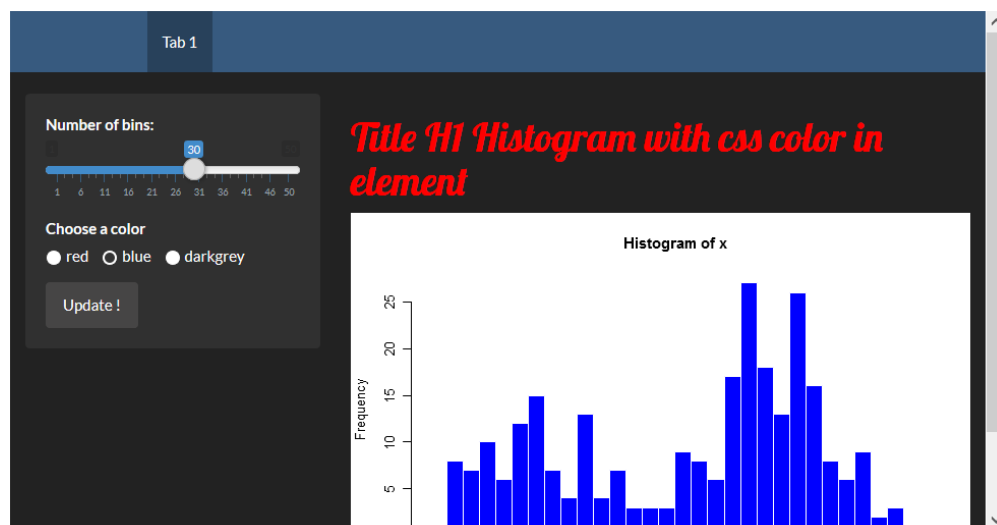 Tab 1
Number of bins:
30
1 6 11 16 21 26 31 36 41 46 50
Choose a color
red blue darkgrey
Update !
Title H1 Histogram with css color in
element
Histogram of x
Frequency
25
20
15
10
5